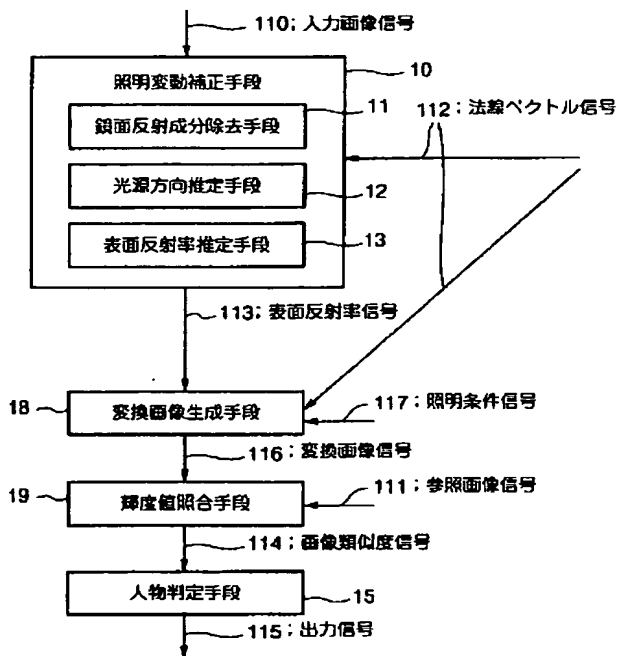 110；入力画像信号
照明変動補正手段
10
鏡面反射成分除去手段
11
112；法線ベクトル信号
光源方向推定手段
12
表面反射率推定手段
13
113；表面反射率信号
18
変換画像生成手段
117；照明条件信号
116；変換画像信号
19
輝度値照合手段
111；参照画像信号
114；画像類似度信号
人物判定手段
15
115；出力信号